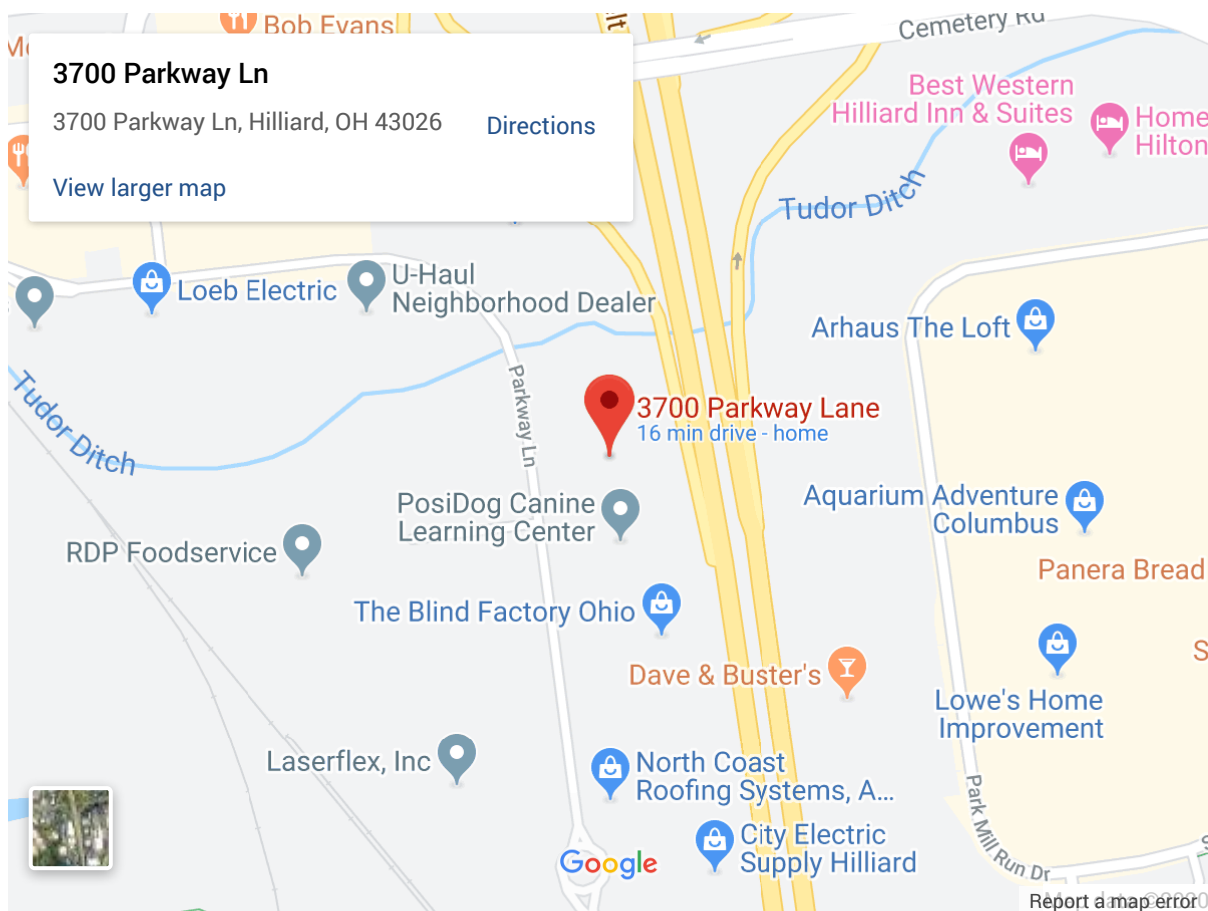 Bob Evans
Cemetery Rd
3700 Parkway Ln
3700 Parkway Ln, Hilliard, OH 43026
Directions
View larger map
Best Western
Hilliard Inn & Suites
Home
Hilton
Tudor Ditch
U-Haul
Neighborhood Dealer
Loeb Electric
Arhaus The Loft
Tudor Ditch
Parkway Ln
3700 Parkway Lane
16 min drive - home
PosiDog Canine
Learning Center
Aquarium Adventure
Columbus
RDP Foodservice
Panera Bread
The Blind Factory Ohio
Dave & Buster's
S
Lowe's Home
Improvement
Laserflex, Inc
North Coast
Roofing Systems, A...
Park Mill Run Dr
City Electric
Supply Hilliard
Google
Report a map error